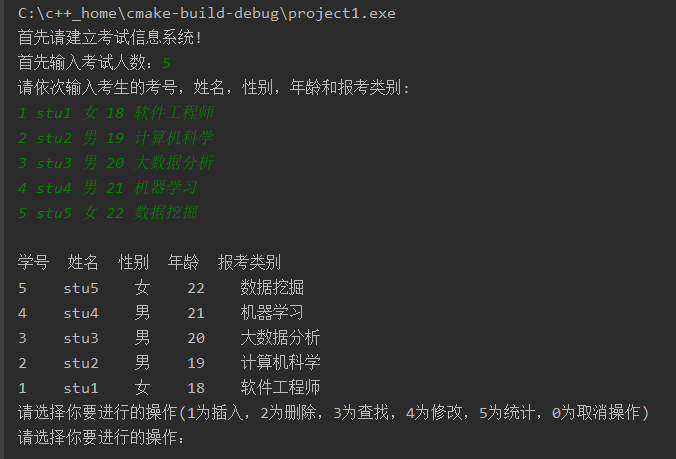 C:\c++_home\cmake-build-debug\project1.exe
首先请建立考试信息系统!
首先输入考试人数：5
请依次输入考生的考号，姓名，性别，年龄和报考类别:
1 stu1 女 18 软件工程师
2 stu2 男 19 计算机科学
3 stu3 男 20 大数据分析
4 stu4 男 21 机器学习
5 stu5 女 22 数据挖掘
学号 姓名 性别 年龄 报考类别
5 stu5 女 22 数据挖掘
4 stu4 男 21 机器学习
3 stu3 男 20 大数据分析
2 stu2 男 19 计算机科学
1 stu1 女 18 软件工程师
请选择你要进行的操作(1为插入，2为删除，3为查找，4为修改，5为统计，0为取消操作)
请选择你要进行的操作：